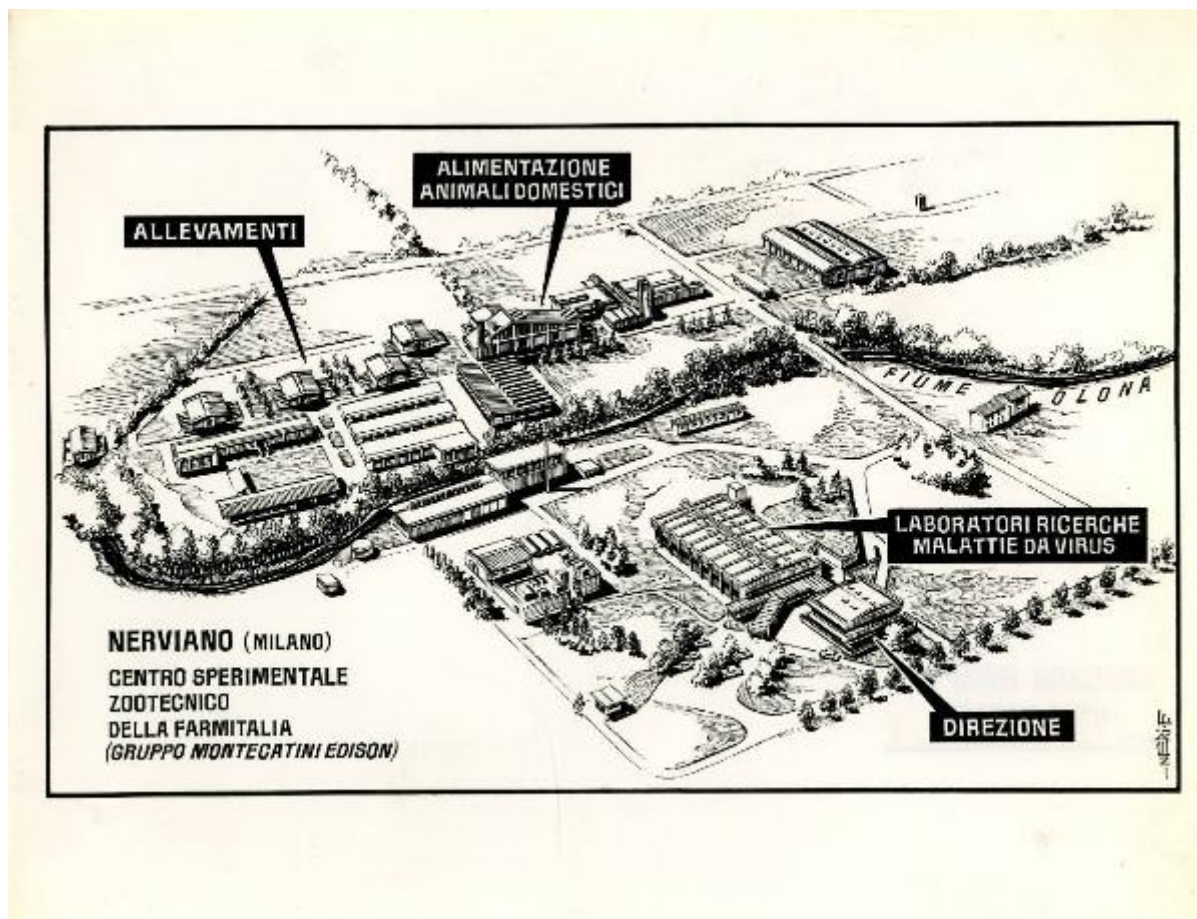 ALIMENTAZIONE
ANIMALI DOMESTICI
ALLEVAMENTI
FIUME OLONA
LABORATORI RICERCHE
MALATTIE DA VIRUS
DIREZIONE
NERVIANO (MILANO)
CENTRO SPERIMENTALE
ZOOTECNICO
DELLA FARMITALIA
(GRUPPO MONTECATINI EDISON)